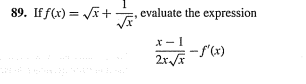 89. If f(x) = √x + 1/√x, evaluate the expression
(x − 1)/(2x√x) − f′(x)